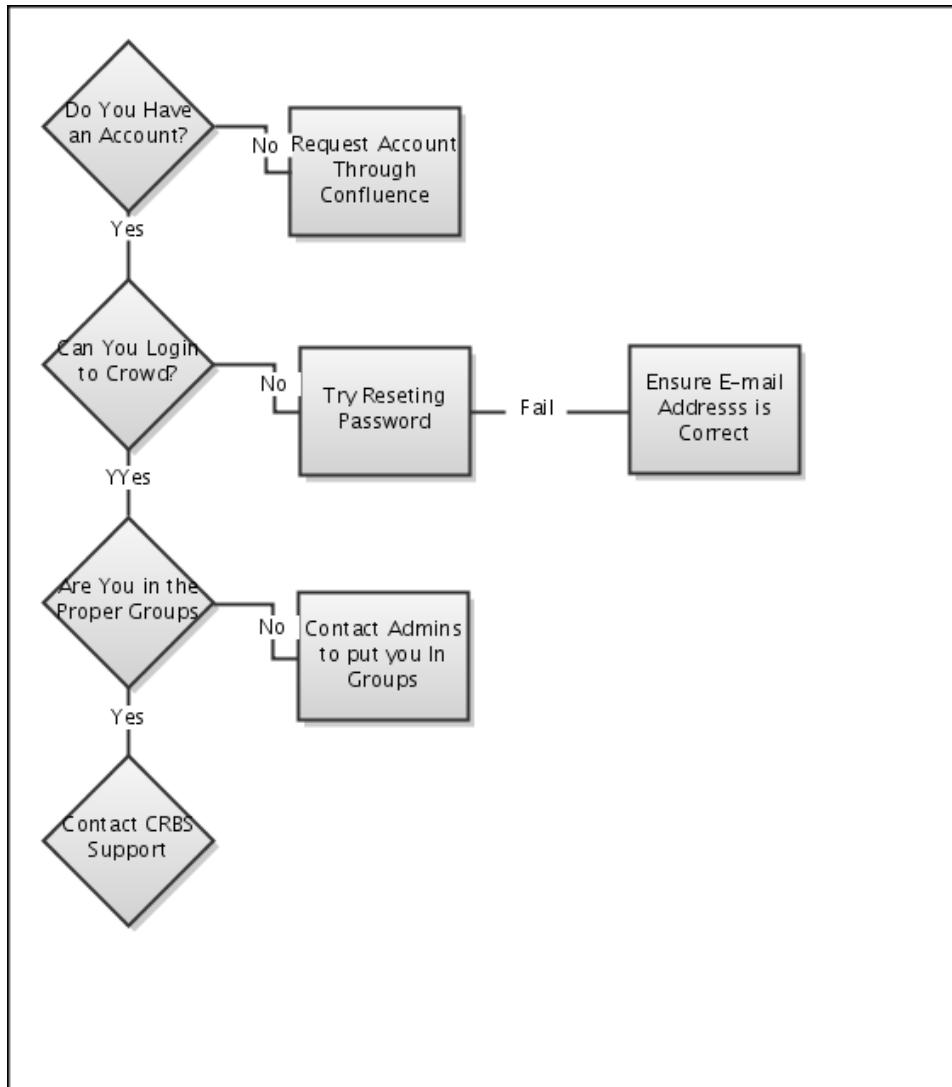 Do You Have
an Account?
No
Request Account
Through
Confluence
Yes
Can You Login
to Crowd?
No
Try Reseting
Password
Fail
Ensure E-mail
Addresss is
Correct
YYes
Are You in the
Proper Groups
No
Contact Admins
to put you In
Groups
Yes
Contact CRBS
Support